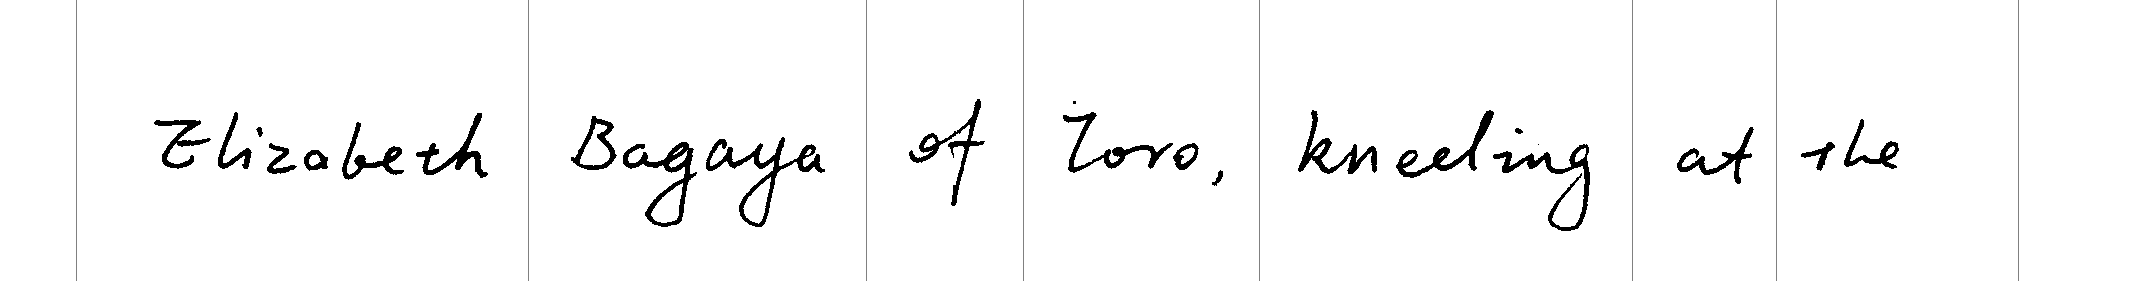 Elizabeth Bagaya of Toro, kneeling at the